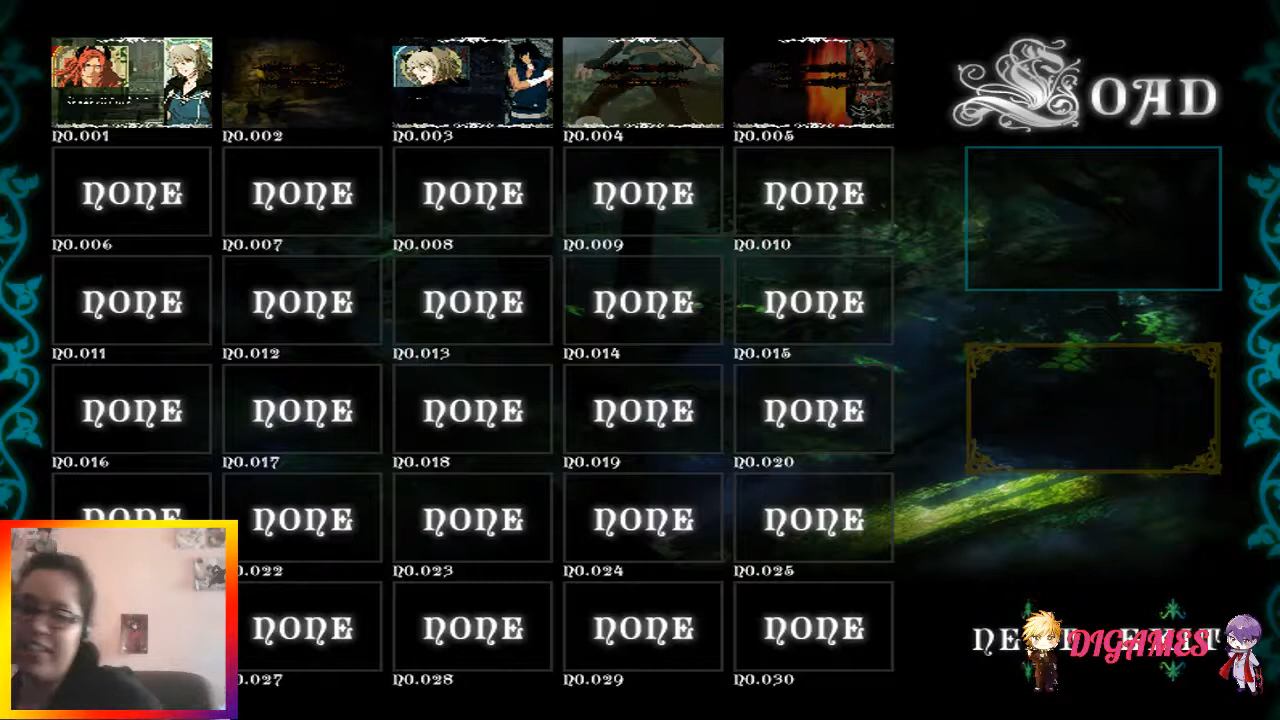 LOAD
NO.001 NO.002 NO.003 NO.004 NO.005
NONE NONE NONE NONE NONE
NO.006 NO.007 NO.008 NO.009 NO.010
NONE NONE NONE NONE NONE
NO.011 NO.012 NO.013 NO.014 NO.015
NONE NONE NONE NONE NONE
NO.016 NO.017 NO.018 NO.019 NO.020
NONE NONE NONE NONE NONE
NO.022 NO.023 NO.024 NO.025
NONE NONE NONE NONE
NO.027 NO.028 NO.029 NO.030
DIGAMES